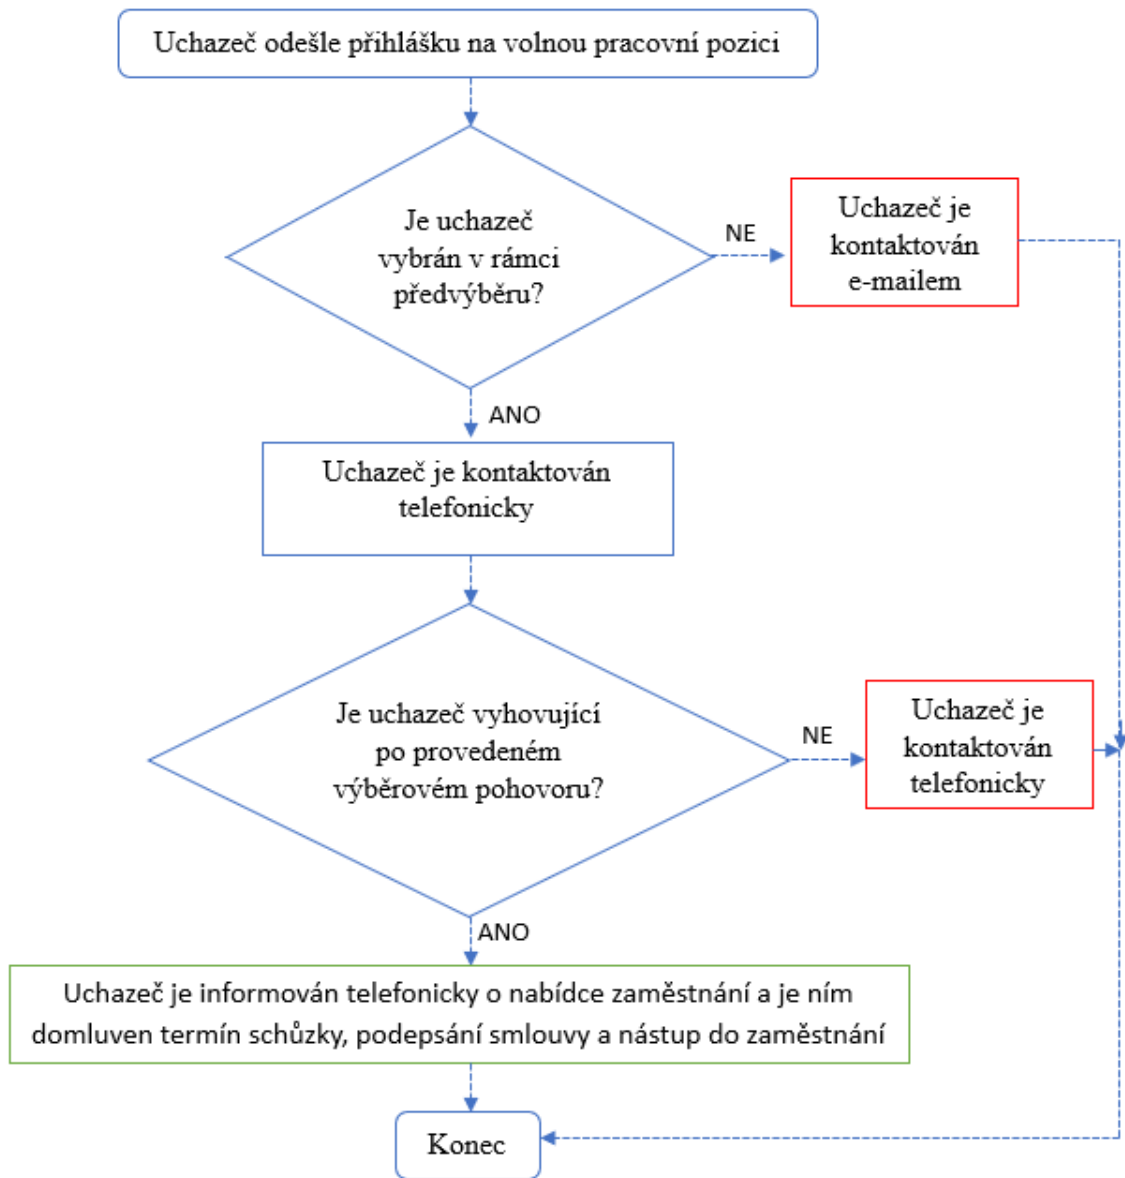 Uchazeč odešle přihlášku na volnou pracovní pozici
Je uchazeč
vybrán v rámci
předvýběru?
NE
Uchazeč je
kontaktován
e-mailem
ANO
Uchazeč je kontaktován
telefonicky
Je uchazeč vyhovující
po provedeném
výběrovém pohovoru?
NE
Uchazeč je
kontaktován
telefonicky
ANO
Uchazeč je informován telefonicky o nabídce zaměstnání a je ním
domluven termín schůzky, podepsání smlouvy a nástup do zaměstnání
Konec